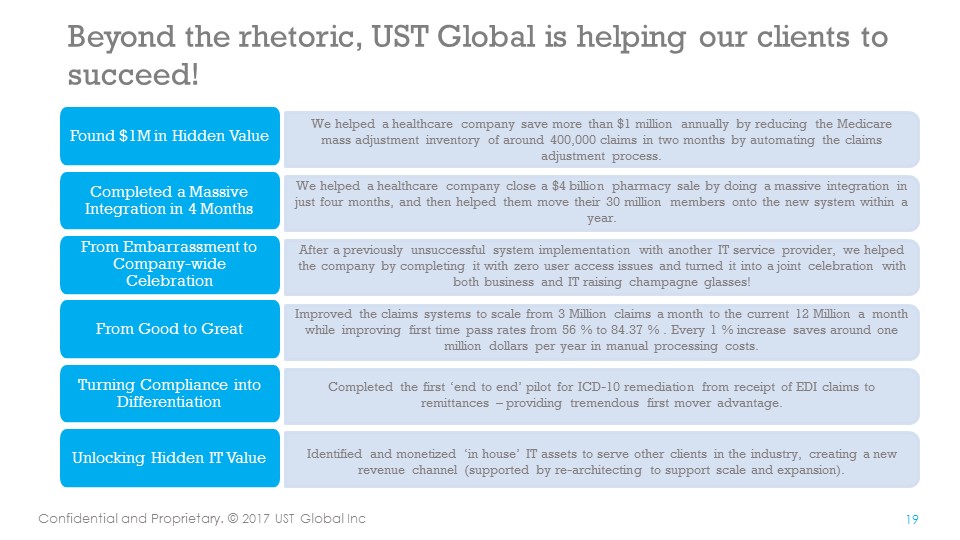 Beyond the rhetoric, UST Global is helping our clients to
succeed!
Found $1M in Hidden Value
We helped a healthcare company save more than $1 million annually by reducing the Medicare
mass adjustment inventory of around 400,000 claims in two months by automating the claims
adjustment process.
Completed a Massive
Integration in 4 Months
We helped a healthcare company close a $4 billion pharmacy sale by doing a massive integration in
just four months, and then helped them move their 30 million members onto the new system within a
year.
From Embarrassment to
Company-wide
Celebration
After a previously unsuccessful system implementation with another IT service provider, we helped
the company by completing it with zero user access issues and turned it into a joint celebration with
both business and IT raising champagne glasses!
From Good to Great
Improved the claims systems to scale from 3 Million claims a month to the current 12 Million a month
while improving first time pass rates from 56 % to 84.37 % . Every 1 % increase saves around one
million dollars per year in manual processing costs.
Turning Compliance into
Differentiation
Completed the first ‘end to end’ pilot for ICD-10 remediation from receipt of EDI claims to
remittances – providing tremendous first mover advantage.
Unlocking Hidden IT Value
Identified and monetized ‘in house’ IT assets to serve other clients in the industry, creating a new
revenue channel (supported by re-architecting to support scale and expansion).
Confidential and Proprietary. © 2017 UST Global Inc
19